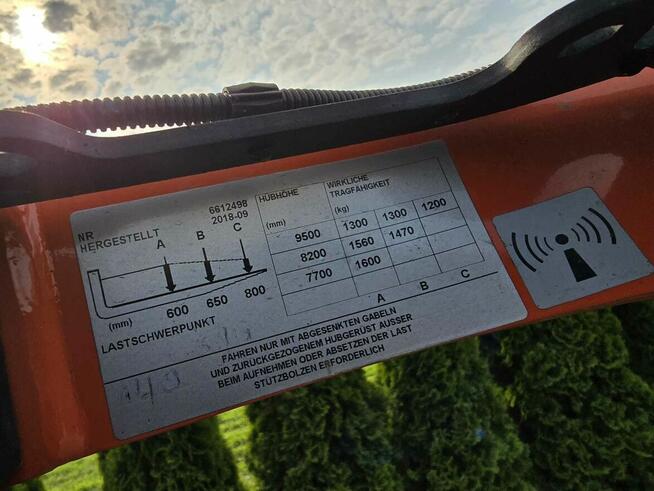 NR 6612498
HERGESTELLT 2018-09
A B C
600 650 800
(mm)
LASTSCHWERPUNKT
HUBHÖHE WIRKLICHE TRAGFÄHIGKEIT
(mm) (kg)
9500 1300 1300 1200
8200 1560 1470
7700 1600
A B C
FAHREN NUR MIT ABGESENKTEN GABELN
UND ZURÜCKGEZOGENEM HUBGERÜST AUSSER
BEIM AUFNEHMEN ODER ABSETZEN DER LAST
STÜTZBOLZEN ERFORDERLICH